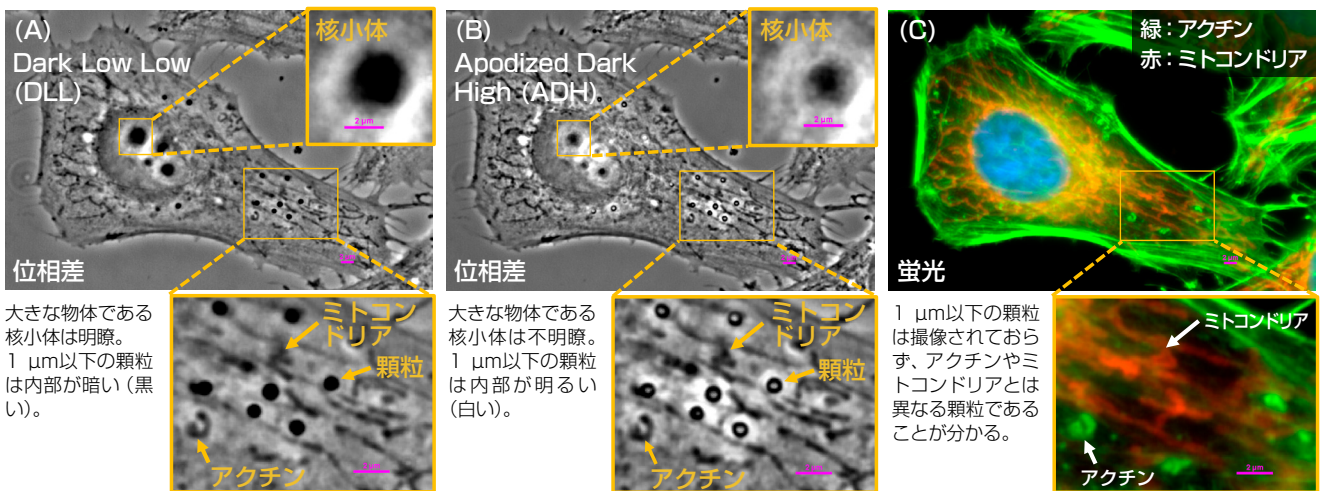 (A)
Dark Low Low
(DLL)
核小体
2 μm
位相差
大きな物体である
核小体は明瞭。
1 μm以下の顆粒
は内部が暗い(黒
い)。
ミトコン
ドリア
顆粒
アクチン
2 μm
(B)
Apodized Dark
High (ADH)
核小体
2 μm
位相差
大きな物体である
核小体は不明瞭。
1 μm以下の顆粒
は内部が明るい
(白い)。
ミトコン
ドリア
顆粒
アクチン
2 μm
(C)
緑:アクチン
赤:ミトコンドリア
蛍光
1 μm以下の顆粒
は撮像されておら
ず、アクチンやミ
トコンドリアとは
異なる顆粒である
ことが分かる。
ミトコンドリア
アクチン
2 μm